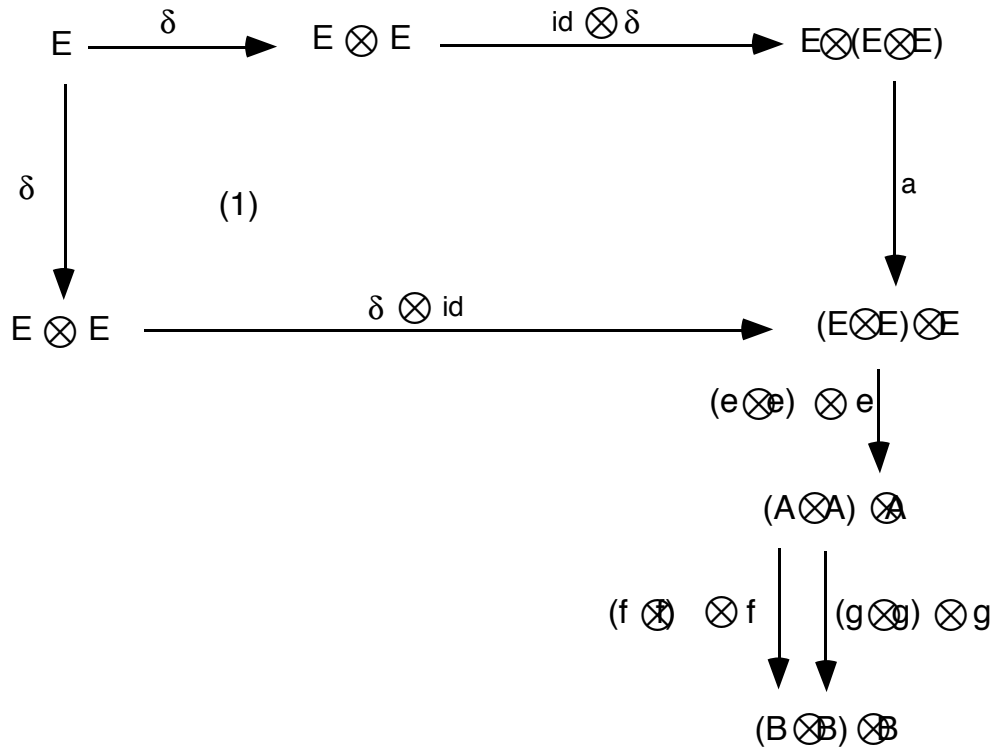 δ id ⊗ δ
E E ⊗ E E⊗(E⊗E)
δ (1) a
δ ⊗ id
E ⊗ E (E⊗E)⊗E
(e⊗e) ⊗ e
(A⊗A) ⊗A
(f⊗f) ⊗ f (g⊗g) ⊗ g
(B⊗B) ⊗B